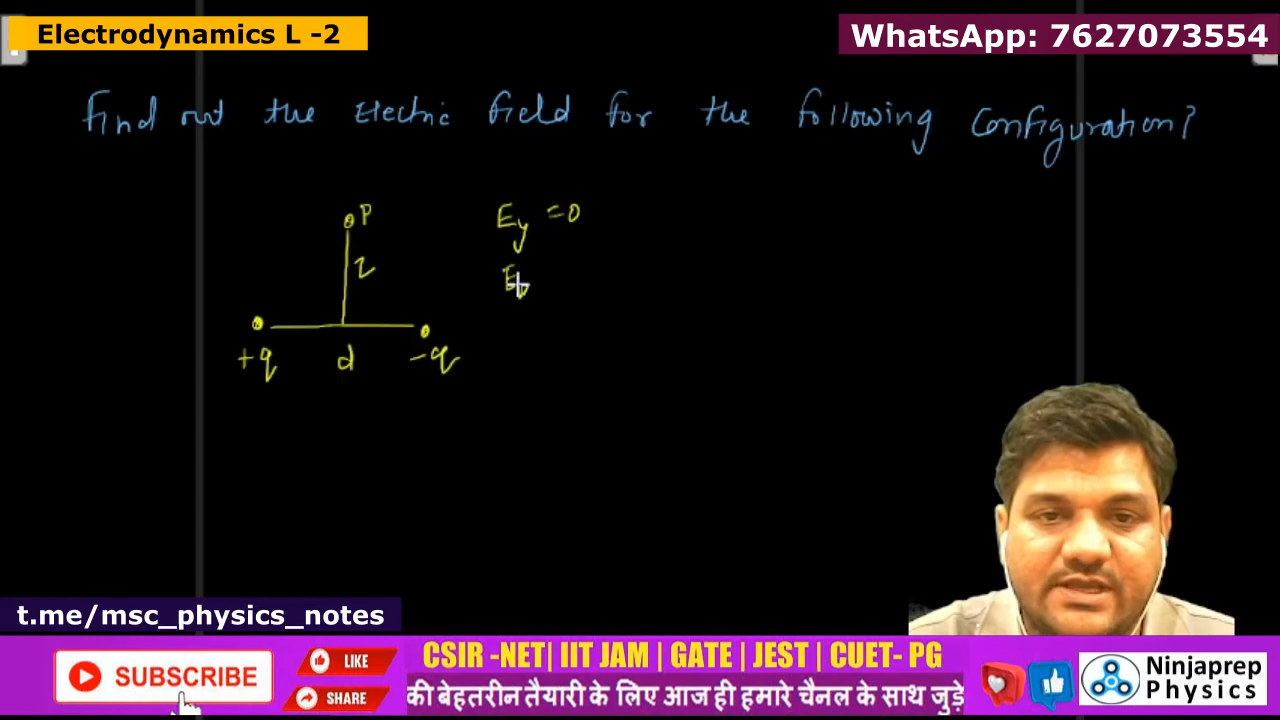 Electrodynamics L -2
WhatsApp: 7627073554
Find out the Electric field for the following Configuration?
P
z
+q d -q
Ey =0
t.me/msc_physics_notes
SUBSCRIBE
LIKE
SHARE
CSIR -NET| IIT JAM | GATE | JEST | CUET- PG
की बेहतरीन तैयारी के लिए आज ही हमारे चैनल के साथ जुड़े
Ninjaprep
Physics